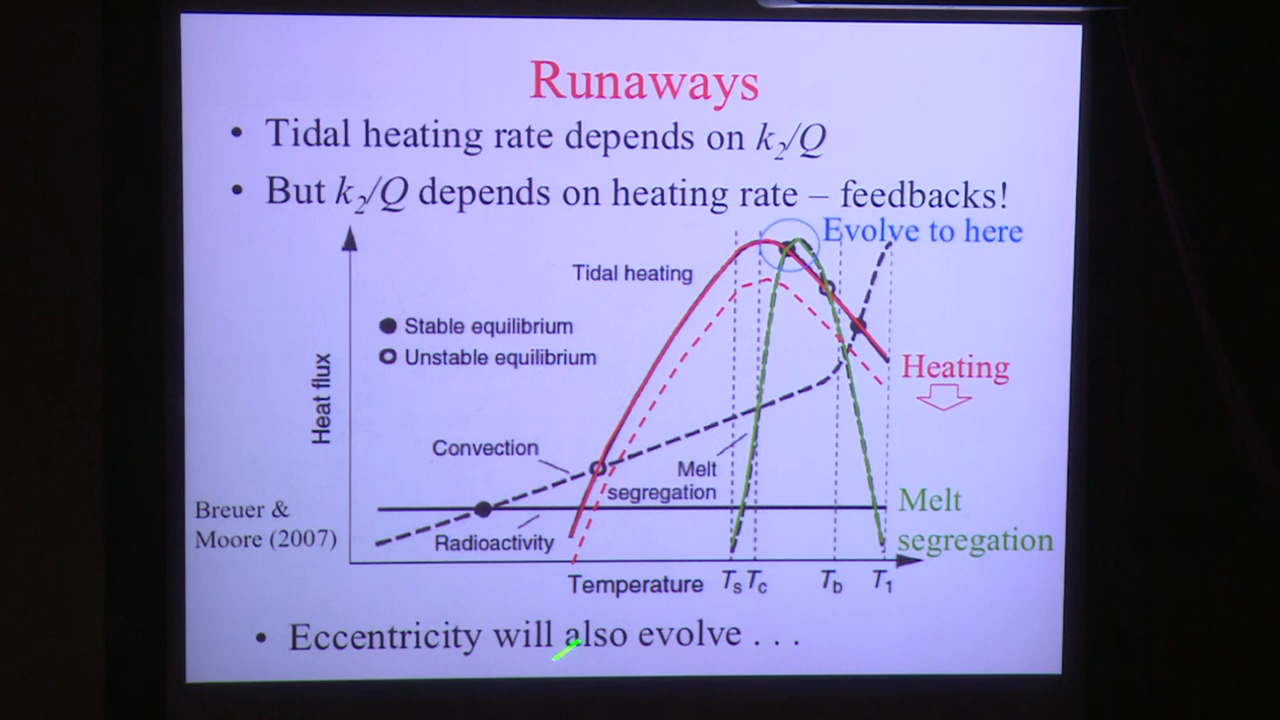 Runaways
• Tidal heating rate depends on k2/Q
• But k2/Q depends on heating rate – feedbacks!
Evolve to here
Tidal heating
Stable equilibrium
Unstable equilibrium
Heating
Heat flux
Convection
Melt
segregation
Radioactivity
Breuer &
Moore (2007)
Melt
segregation
Temperature
Ts Tc Tb T1
• Eccentricity will also evolve . . .